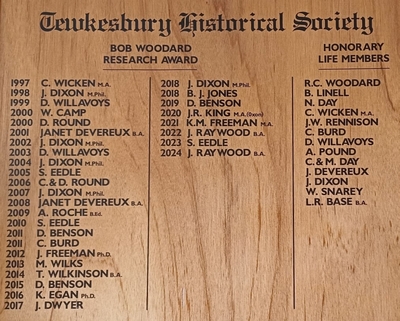 Tewkesbury Historical Society
BOB WOODARD
RESEARCH AWARD
1997 C. WICKEN M.A.
1998 J. DIXON M.Phil.
1999 D. WILLAVOYS
2000 W. CAMP
2000 D. ROUND
2001 JANET DEVEREUX B.A.
2002 J. DIXON M.Phil.
2003 D. WILLAVOYS
2004 J. DIXON M.Phil.
2005 S. EEDLE
2006 C. & D. ROUND
2007 J. DIXON M.Phil.
2008 JANET DEVEREUX B.A.
2009 A. ROCHE B.Ed.
2010 S. EEDLE
2011 D. BENSON
2011 C. BURD
2012 J. FREEMAN Ph.D.
2013 M. WILKS
2014 T. WILKINSON B.A.
2015 D. BENSON
2016 K. EGAN Ph.D.
2017 J. DWYER
2018 J. DIXON M.Phil.
2018 B. J. JONES
2019 D. BENSON
2020 J.R. KING M.A.(Oxon)
2021 K.M. FREEMAN M.A.
2022 J. RAYWOOD B.A.
2023 S. EEDLE
2024 J. RAYWOOD B.A.
HONORARY
LIFE MEMBERS
R.C. WOODARD
B. LINELL
N. DAY
C. WICKEN M.A.
J.W. RENNISON
C. BURD
D. WILLAVOYS
A. POUND
C. & M. DAY
J. DEVEREUX
J. DIXON
W. SNAREY
L.R. BASE B.A.